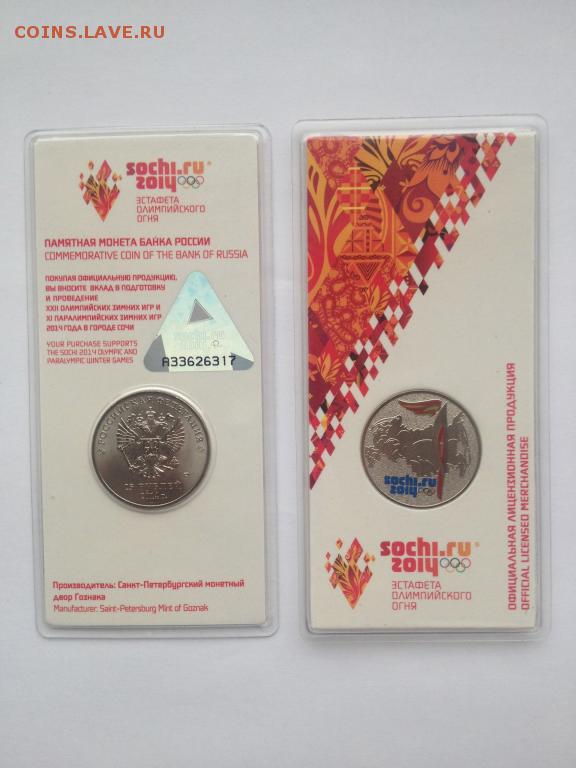 COINS.LAVE.RU
sochi.ru
2014
ЭСТАФЕТА
ОЛИМПИЙСКОГО
ОГНЯ
ПАМЯТНАЯ МОНЕТА БАНКА РОССИИ
COMMEMORATIVE COIN OF THE BANK OF RUSSIA
ПОКУПАЯ ОФИЦИАЛЬНУЮ ПРОДУКЦИЮ,
ВЫ ВНОСИТЕ ВКЛАД В ПОДГОТОВКУ
И ПРОВЕДЕНИЕ
XXII ОЛИМПИЙСКИХ ЗИМНИХ ИГР И
XI ПАРАЛИМПИЙСКИХ ЗИМНИХ ИГР
2014 ГОДА В ГОРОДЕ СОЧИ
YOUR PURCHASE SUPPORTS
THE SOCHI 2014 OLYMPIC AND
PARALYMPIC WINTER GAMES
A33626317
РОССИЙСКАЯ ФЕДЕРАЦИЯ
25 РУБЛЕЙ
Производитель: Санкт-Петербургский монетный
двор Гознака
Manufacturer: Saint-Petersburg Mint of Goznak
sochi.ru
2014
sochi.ru
2014
ЭСТАФЕТА
ОЛИМПИЙСКОГО
ОГНЯ
ОФИЦИАЛЬНАЯ ЛИЦЕНЗИОННАЯ ПРОДУКЦИЯ
OFFICIAL LICENSED MERCHANDISE